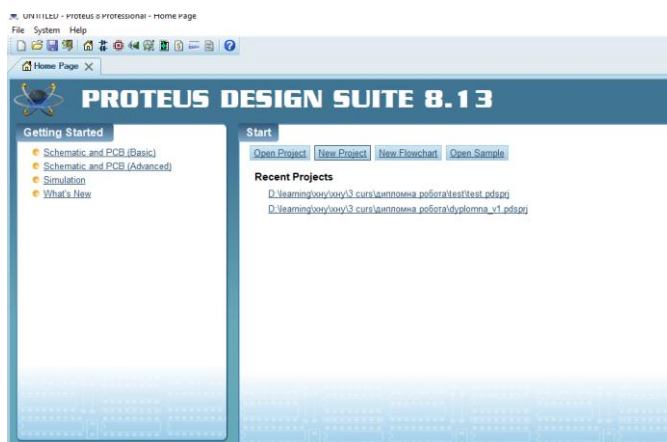 UNTITLED - Proteus 8 Professional - Home Page
File System Help
Home Page
PROTEUS DESIGN SUITE 8.13
Getting Started
Schematic and PCB (Basic)
Schematic and PCB (Advanced)
Simulation
What's New
Start
Open Project New Project New Flowchart Open Sample
Recent Projects
D:\learning\хну\хну\3 curs\дипломна робота\test\test.pdsprj
D:\learning\хну\хну\3 curs\дипломна робота\dyplomna_v1.pdsprj